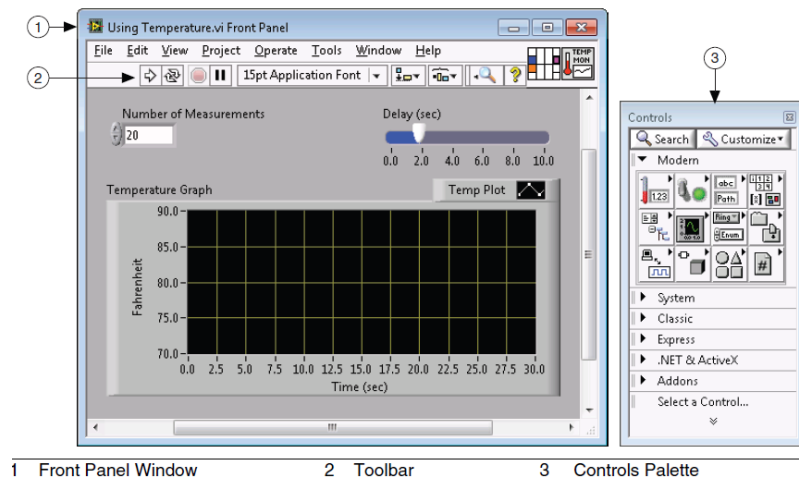 1
Using Temperature.vi Front Panel
File Edit View Project Operate Tools Window Help
2
15pt Application Font
?
TEMP
MON
3
Number of Measurements
20
Delay (sec)
0.0 2.0 4.0 6.0 8.0 10.0
Temperature Graph
Temp Plot
90.0
85.0
80.0
75.0
70.0
Fahrenheit
0.0 2.5 5.0 7.5 10.0 12.5 15.0 17.5 20.0 22.5 25.0 27.5 30.0
Time (sec)
Controls
Search Customize
Modern
1.23
abc
Path
Ring
Enum
#
System
Classic
Express
.NET & ActiveX
Addons
Select a Control...
1 Front Panel Window 2 Toolbar 3 Controls Palette